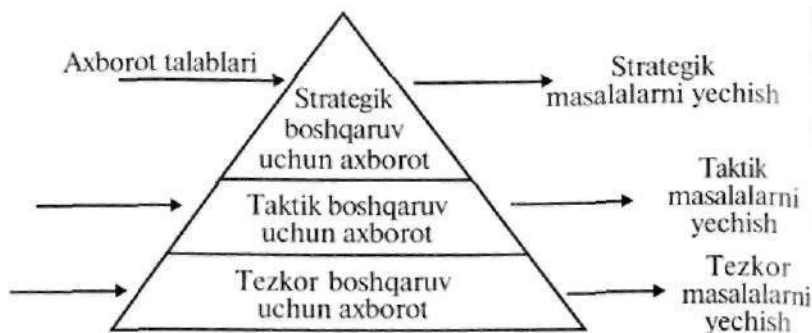 Axborot talablari
Strategik
boshqaruv
uchun axborot
Strategik
masalalarni yechish
Taktik boshqaruv
uchun axborot
Taktik
masalalarni
yechish
Tezkor boshqaruv
uchun axborot
Tezkor
masalalarni
yechish